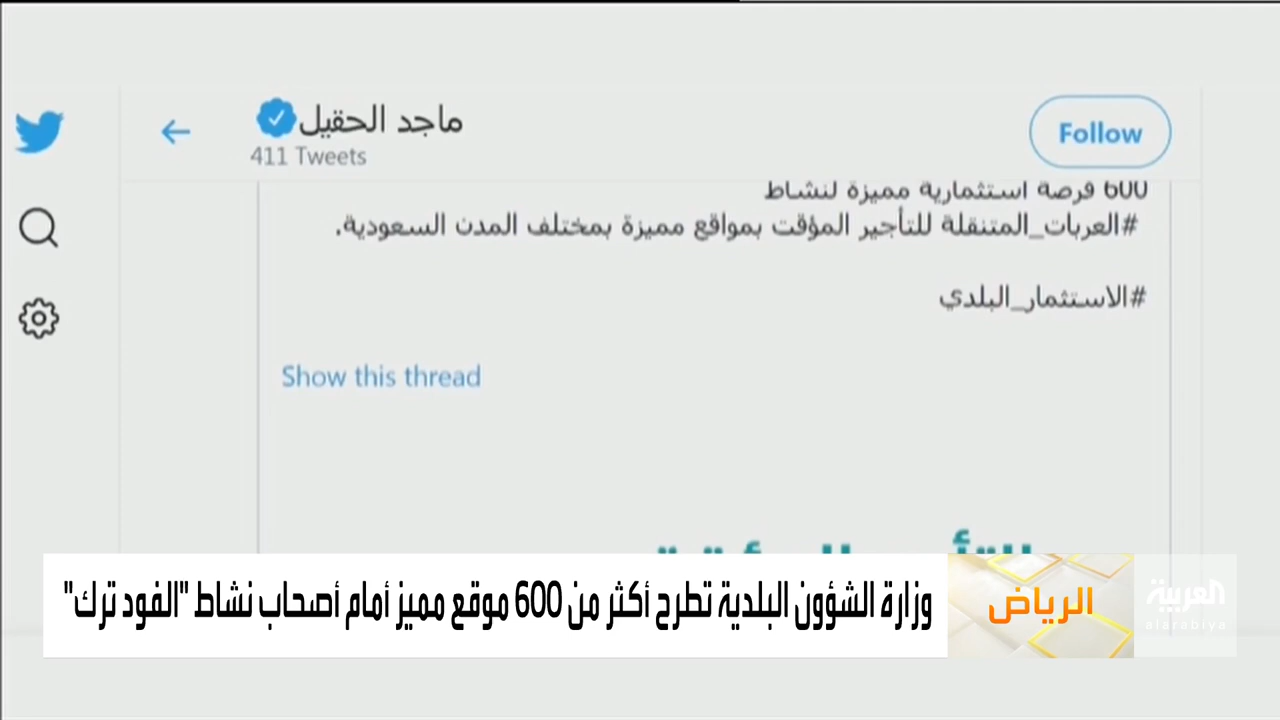 ماجد الحقيل
411 Tweets
Follow
600 فرصة استثمارية مميزة لنشاط
#العربات_المتنقلة للتأجير المؤقت بمواقع مميزة بمختلف المدن السعودية.
#الاستثمار_البلدي
Show this thread
وزارة الشؤون البلدية تطرح أكثر من 600 موقع مميز أمام أصحاب نشاط "الفود ترك"
الرياض
العربية
alarabiya